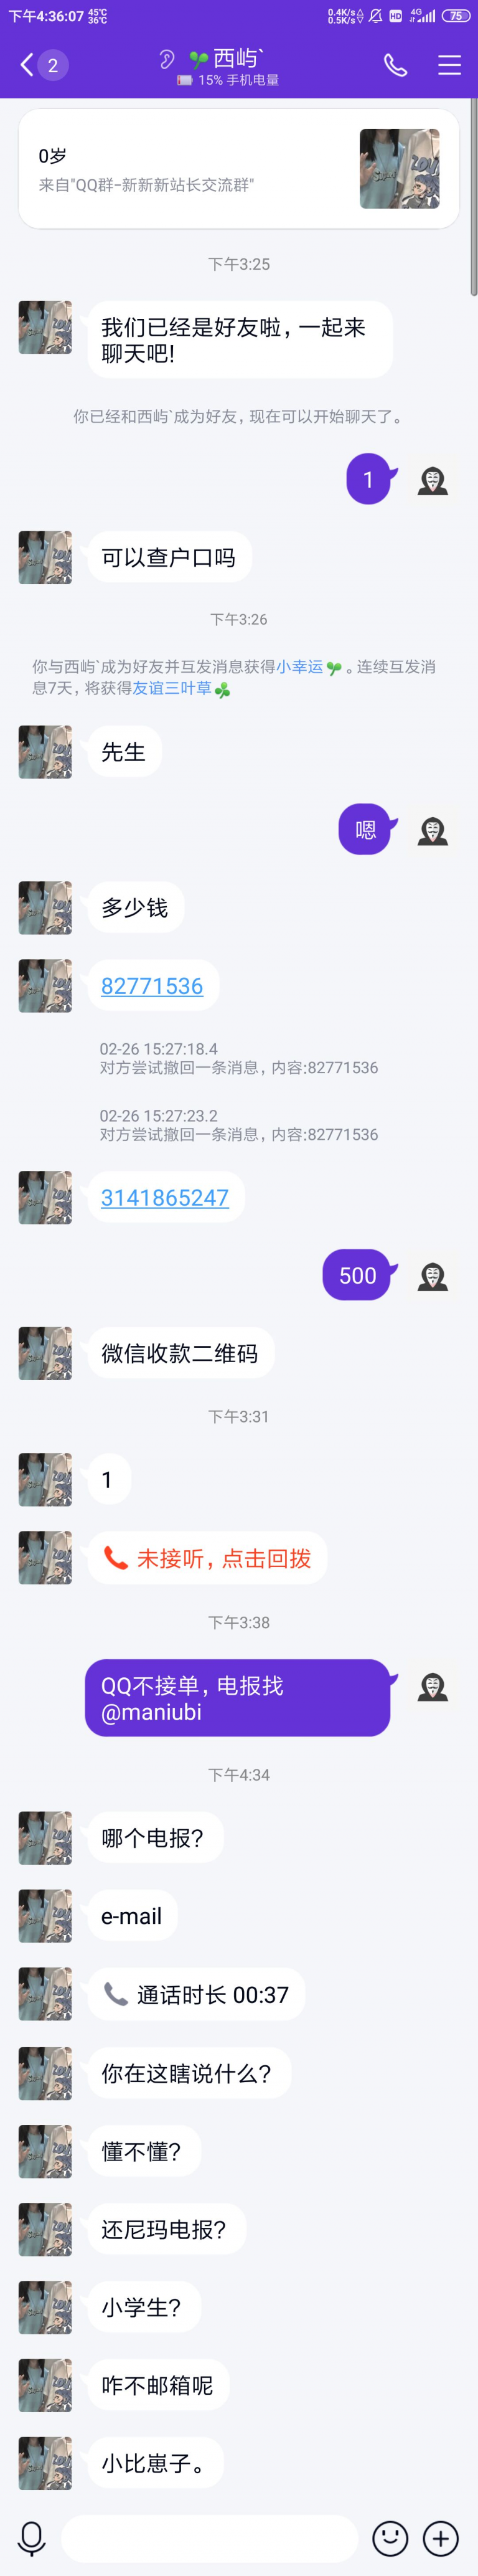 下午4:36:07 45℃ 36℃ 0.4K/s 0.5K/s HD 4G 75
2 西屿`
15% 手机电量
0岁
来自"QQ群-新新新站长交流群"
下午3:25
我们已经是好友啦，一起来
聊天吧!
你已经和西屿`成为好友，现在可以开始聊天了。
1
可以查户口吗
下午3:26
你与西屿`成为好友并互发消息获得小幸运。连续互发消
息7天，将获得友谊三叶草
先生
嗯
多少钱
82771536
02-26 15:27:18.4
对方尝试撤回一条消息，内容:82771536
02-26 15:27:23.2
对方尝试撤回一条消息，内容:82771536
3141865247
500
微信收款二维码
下午3:31
1
未接听，点击回拨
下午3:38
QQ不接单，电报找
@maniubi
下午4:34
哪个电报？
e-mail
通话时长 00:37
你在这瞎说什么？
懂不懂？
还尼玛电报？
小学生？
咋不邮箱呢
小比崽子。